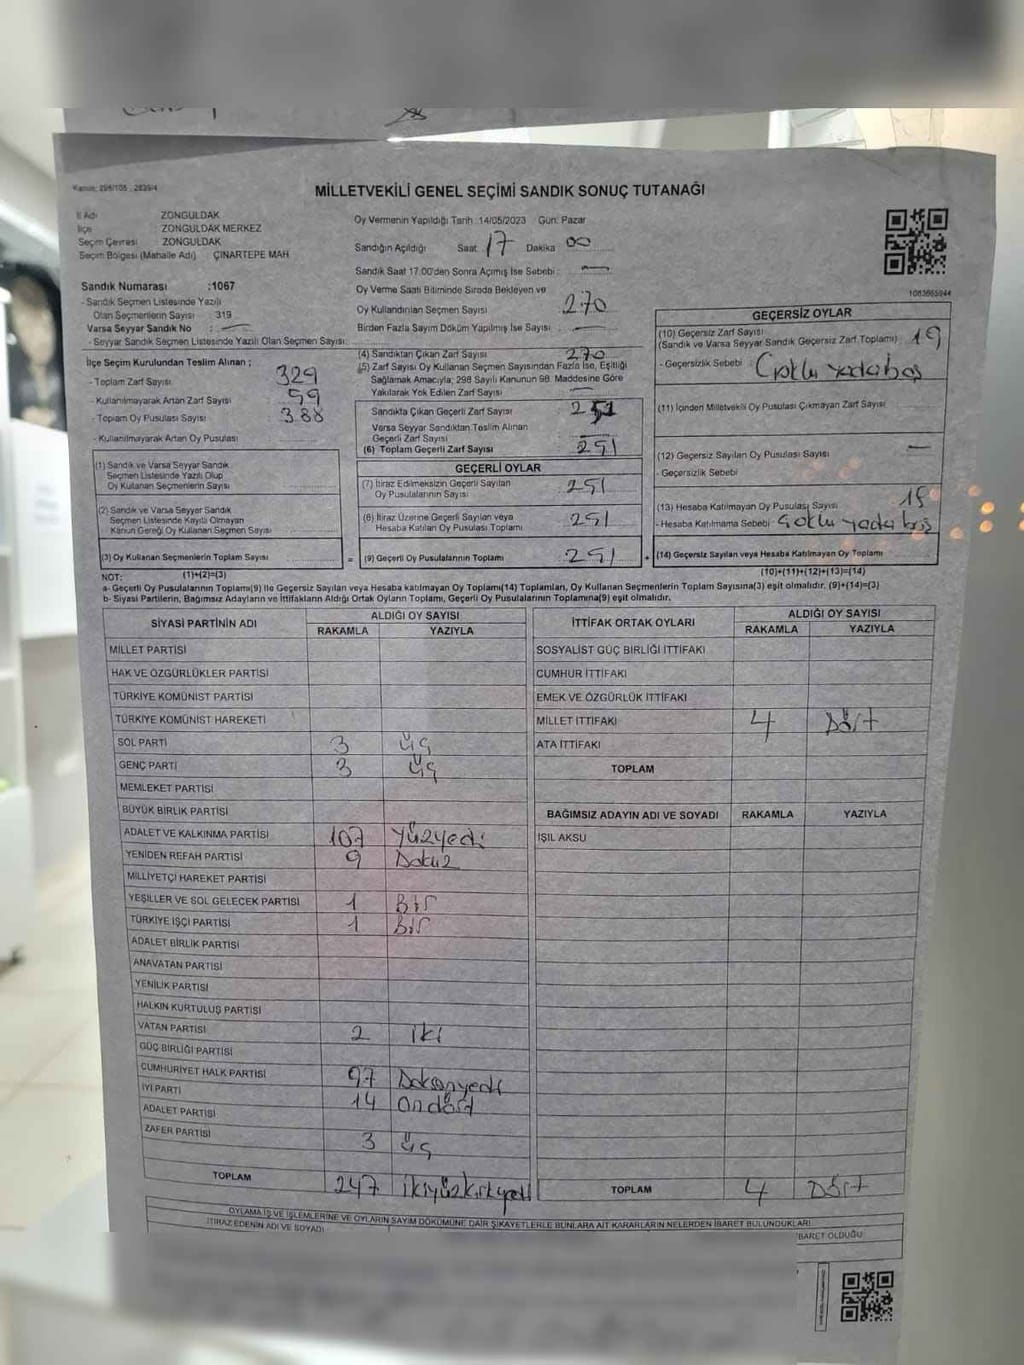 Kanun: 298/105 , 2839/4
MİLLETVEKİLİ GENEL SEÇİMİ SANDIK SONUÇ TUTANAĞI
İl Adı ZONGULDAK
İlçe ZONGULDAK MERKEZ
Seçim Çevresi ZONGULDAK
Seçim Bölgesi (Mahalle Adı) ÇINARTEPE MAH
Sandık Numarası :1067
- Sandık Seçmen Listesinde Yazılı
Olan Seçmenlerin Sayısı : 319
Varsa Seyyar Sandık No : —
- Seyyar Sandık Seçmen Listesinde Yazılı Olan Seçmen Sayısı:
Oy Vermenin Yapıldığı Tarih :14/05/2023 Gün: Pazar
Sandığın Açıldığı Saat 17 Dakika 00
Sandık Saat 17:00'den Sonra Açımış İse Sebebi : —
Oy Verme Saati Bitiminde Sırada Bekleyen ve
Oy Kullandırılan Seçmen Sayısı : 270
Birden Fazla Sayım Döküm Yapılmış İse Sayısı : —
1083665944
İlçe Seçim Kurulundan Teslim Alınan ;
- Toplam Zarf Sayısı : 329
- Kullanılmayarak Artan Zarf Sayısı : 59
- Toplam Oy Pusulası Sayısı : 388
- Kullanılmayarak Artan Oy Pusulası :
(1) Sandık ve Varsa Seyyar Sandık
Seçmen Listesinde Yazılı Olup
Oy Kullanan Seçmenlerin Sayısı
(2) Sandık ve Varsa Seyyar Sandık
Seçmen Listesinde Kayıtlı Olmayan
Kanun Gereği Oy Kullanan Seçmen Sayısı
(3) Oy Kullanan Seçmenlerin Toplam Sayısı
(1)+(2)=(3)
(4) Sandıktan Çıkan Zarf Sayısı 270
(5) Zarf Sayısı Oy Kullanan Seçmen Sayısından Fazla İse, Eşitliği
Sağlamak Amacıyla; 298 Sayılı Kanunun 98. Maddesine Göre
Yakılarak Yok Edilen Zarf Sayısı
Sandıkta Çıkan Geçerli Zarf Sayısı 251
Varsa Seyyar Sandıktan Teslim Alınan
Geçerli Zarf Sayısı
(6) Toplam Geçerli Zarf Sayısı 251
GEÇERLİ OYLAR
(7) İtiraz Edilmeksizin Geçerli Sayılan
Oy Pusulalarının Sayısı 251
(8) İtiraz Üzerine Geçerli Sayılan veya
Hesaba Katılan Oy Pusulası Toplamı 251
= (9) Geçerli Oy Pusulalarının Toplamı 251
GEÇERSİZ OYLAR
(10) Geçersiz Zarf Sayısı
(Sandık ve Varsa Seyyar Sandık Geçersiz Zarf Toplamı) 19
- Geçersizlik Sebebi
(11) İçinden Milletvekili Oy Pusulası Çıkmayan Zarf Sayısı
(12) Geçersiz Sayılan Oy Pusulası Sayısı —
- Geçersizlik Sebebi
(13) Hesaba Katılmayan Oy Pusulası Sayısı
- Hesaba Katılmama Sebebi
+ (14) Geçersiz Sayılan veya Hesaba Katılmayan Oy Toplamı
(10)+(11)+(12)+(13)=(14)
NOT:
a- Geçerli Oy Pusulalarının Toplamı(9) ile Geçersiz Sayılan veya Hesaba katılmayan Oy Toplamı(14) Toplamları, Oy Kullanan Seçmenlerin Toplam Sayısına(3) eşit olmalıdır. (9)+(14)=(3)
b- Siyasi Partilerin, Bağımsız Adayların ve İttifakların Aldığı Ortak Oyların Toplamı, Geçerli Oy Pusulalarının Toplamına(9) eşit olmalıdır.
SİYASİ PARTİNİN ADI ALDIĞI OY SAYISI
RAKAMLA YAZIYLA
MİLLET PARTİSİ
HAK VE ÖZGÜRLÜKLER PARTİSİ
TÜRKİYE KOMÜNİST PARTİSİ
TÜRKİYE KOMÜNİST HAREKETİ
SOL PARTİ 3 üç
GENÇ PARTİ 3 üç
MEMLEKET PARTİSİ
BÜYÜK BİRLİK PARTİSİ
ADALET VE KALKINMA PARTİSİ 107 Yüzyedi
YENİDEN REFAH PARTİSİ 9 Dokuz
MİLLİYETÇİ HAREKET PARTİSİ
YEŞİLLER VE SOL GELECEK PARTİSİ 1 Bir
TÜRKİYE İŞÇİ PARTİSİ 1 Bir
ADALET BİRLİK PARTİSİ
ANAVATAN PARTİSİ
YENİLİK PARTİSİ
HALKIN KURTULUŞ PARTİSİ
VATAN PARTİSİ 2 iki
GÜÇ BİRLİĞİ PARTİSİ
CUMHURİYET HALK PARTİSİ 97 Doksanyedi
İYİ PARTİ 14 Ondört
ADALET PARTİSİ
ZAFER PARTİSİ 3 üç
TOPLAM 247 ikiyüzkırkyedi
İTTİFAK ORTAK OYLARI ALDIĞI OY SAYISI
RAKAMLA YAZIYLA
SOSYALİST GÜÇ BİRLİĞİ İTTİFAKI
CUMHUR İTTİFAKI
EMEK VE ÖZGÜRLÜK İTTİFAKI
MİLLET İTTİFAKI 4 Dört
ATA İTTİFAKI
TOPLAM
BAĞIMSIZ ADAYIN ADI VE SOYADI RAKAMLA YAZIYLA
IŞIL AKSU
TOPLAM 4 Dört
OYLAMA İŞ VE İŞLEMLERİNE VE OYLARIN SAYIM DÖKÜMÜNE DAİR ŞİKAYETLERLE BUNLARA AİT KARARLARIN NELERDEN İBARET BULUNDUKLARI
İTİRAZ EDENİN ADI VE SOYADI İBARET OLDUĞU